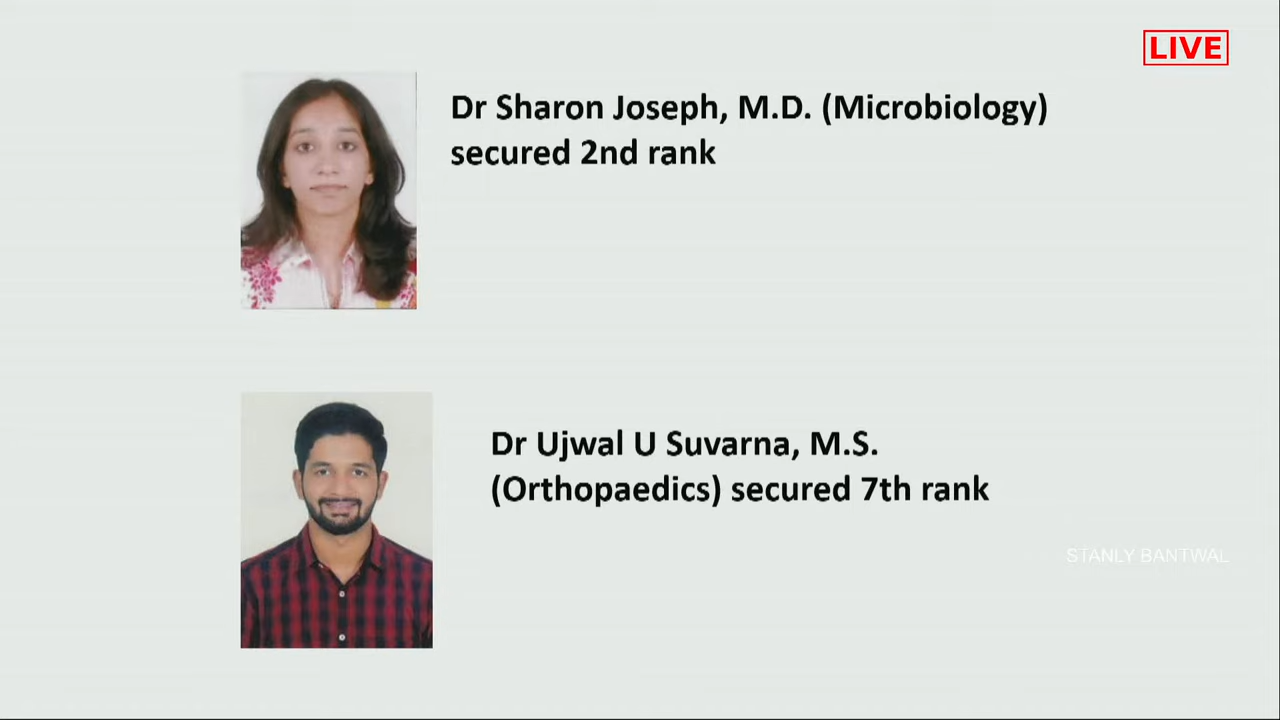 LIVE
Dr Sharon Joseph, M.D. (Microbiology)
secured 2nd rank
Dr Ujwal U Suvarna, M.S.
(Orthopaedics) secured 7th rank
STANLY BANTWAL